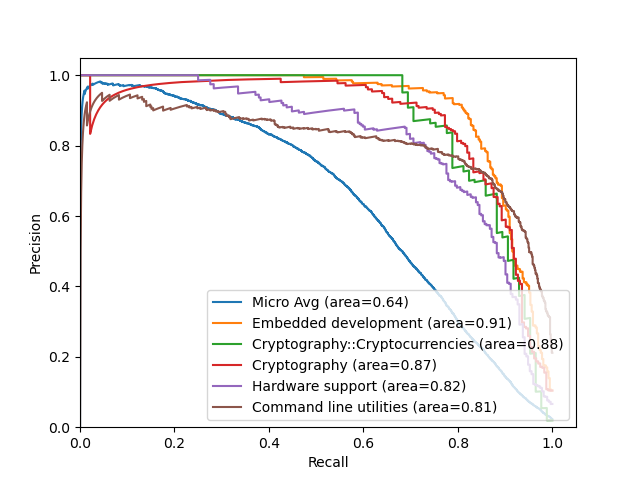 1.0
0.8
0.6
0.4
0.2
0.0
Precision
0.0 0.2 0.4 0.6 0.8 1.0
Recall
Micro Avg (area=0.64)
Embedded development (area=0.91)
Cryptography::Cryptocurrencies (area=0.88)
Cryptography (area=0.87)
Hardware support (area=0.82)
Command line utilities (area=0.81)